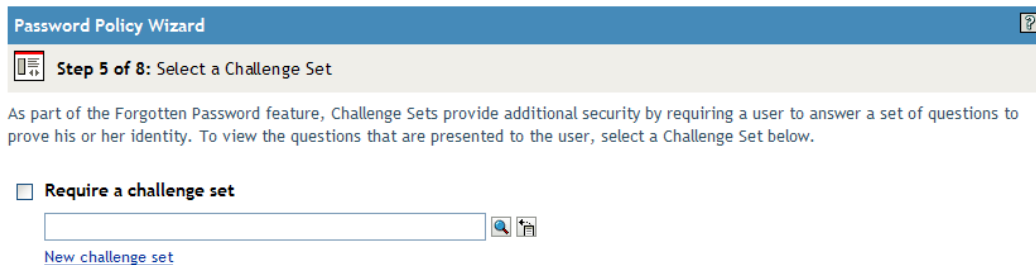 Password Policy Wizard
?
Step 5 of 8: Select a Challenge Set
As part of the Forgotten Password feature, Challenge Sets provide additional security by requiring a user to answer a set of questions to
prove his or her identity. To view the questions that are presented to the user, select a Challenge Set below.
Require a challenge set
New challenge set